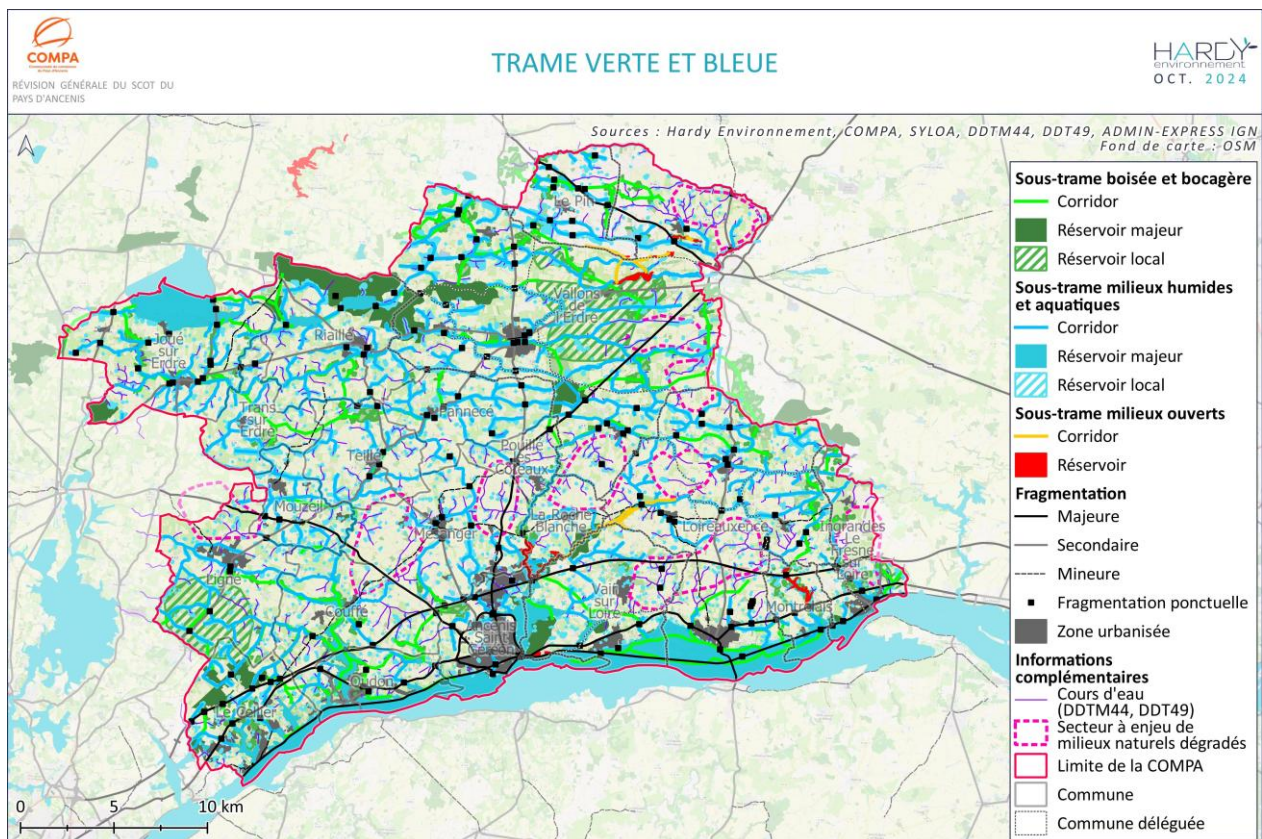 COMPA
RÉVISION GÉNÉRALE DU SCOT DU
PAYS D'ANCENIS
TRAME VERTE ET BLEUE
HARDY
environnement
OCT. 2024
Sources : Hardy Environnement, COMPA, SYLOA, DDTM44, DDT49, ADMIN-EXPRESS IGN
Fond de carte : OSM
Le Pin
Vallons
de
l'Erdre
Joué
sur
Erdre
Riaillé
Trans
sur
Erdre
Pannecé
Teillé
Pouillé
les
Côteaux
Mouzeil
Mésanger
La Roche
Blanche
Loireauxence
Ingrandes
Le
Fresne
sur
Loire
Ligné
Couffé
Vair
sur
Loire
Montrelais
Ancenis
Saint
Géréon
Oudon
Le Cellier
0 5 10 km
Sous-trame boisée et bocagère
Corridor
Réservoir majeur
Réservoir local
Sous-trame milieux humides
et aquatiques
Corridor
Réservoir majeur
Réservoir local
Sous-trame milieux ouverts
Corridor
Réservoir
Fragmentation
Majeure
Secondaire
Mineure
Fragmentation ponctuelle
Zone urbanisée
Informations
complémentaires
Cours d'eau
(DDTM44, DDT49)
Secteur à enjeu de
milieux naturels dégradés
Limite de la COMPA
Commune
Commune déléguée